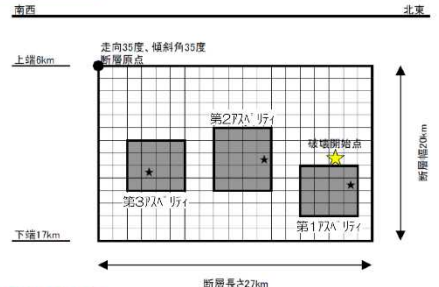 南西
北東
走向35度、傾斜角35度
上端6km
断層原点
第2アスペリティ
破壊開始点
断層幅20km
第3アスペリティ
第1アスペリティ
下端17km
断層長さ27km